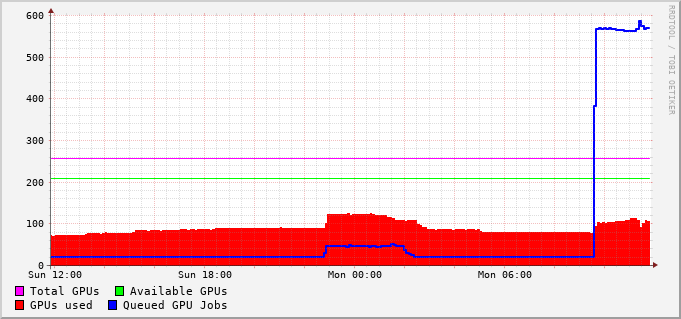 RRDTOOL / TOBI OETIKER
600
500
400
300
200
100
0
Sun 12:00 Sun 18:00 Mon 00:00 Mon 06:00
Total GPUs Available GPUs
GPUs used Queued GPU Jobs